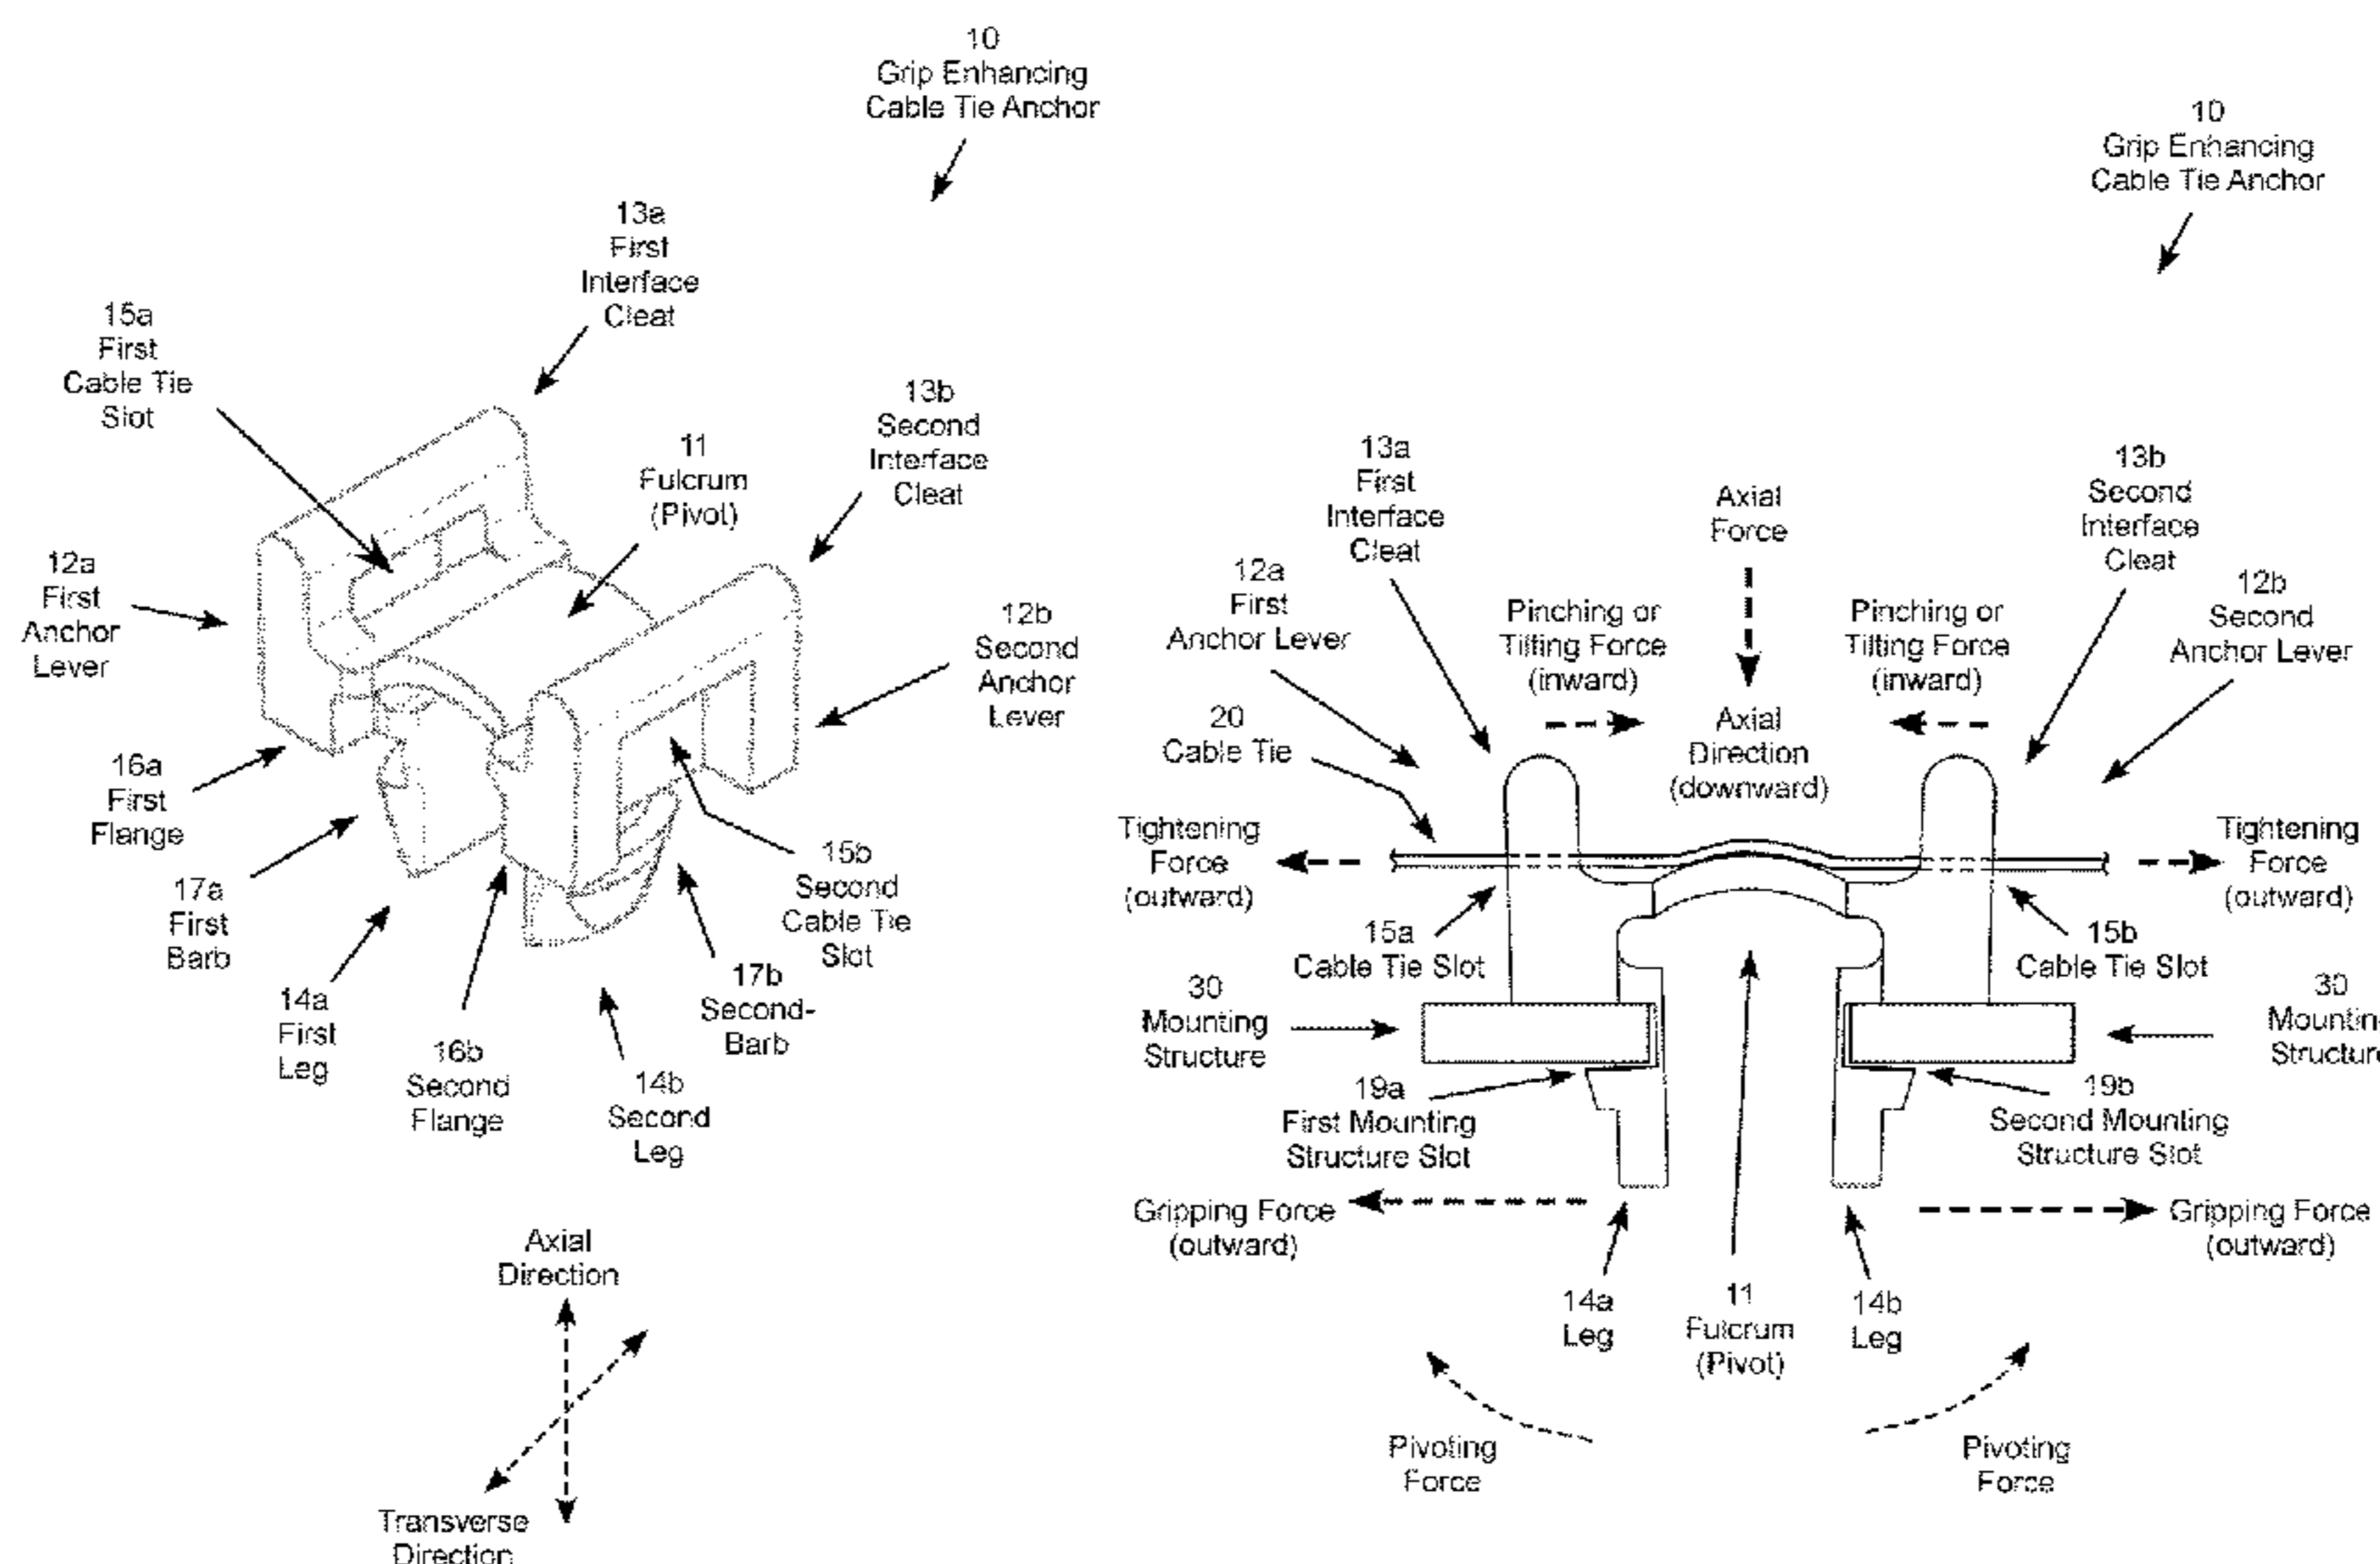 10
Grip Enhancing
Cable Tie Anchor
13a
First
Interface
Cleat
15a
First
Cable Tie
Slot
13b
Second
Interface
Cleat
11
Fulcrum
(Pivot)
12a
First
Anchor
Lever
12b
Second
Anchor
Lever
16a
First
Flange
17a
First
Barb
15b
Second
Cable Tie
Slot
14a
First
Leg
17b
Second-
Barb
16b
Second
Flange
14b
Second
Leg
Axial
Direction
Transverse
Direction
10
Grip Enhancing
Cable Tie Anchor
13a
First
Interface
Cleat
Axial
Force
13b
Second
Interface
Cleat
12a
First
Anchor Lever
Pinching or
Tilting Force
(inward)
Pinching or
Tilting Force
(inward)
12b
Second
Anchor Lever
20
Cable Tie
Axial
Direction
(downward)
Tightening
Force
(outward)
Tightening
Force
(outward)
15a
Cable Tie Slot
15b
Cable Tie Slot
30
Mounting
Structure
30
Mountin
Structure
19a
First Mounting
Structure Slot
19b
Second Mounting
Structure Slot
Gripping Force
(outward)
Gripping Force
(outward)
14a
Leg
11
Fulcrum
(Pivot)
14b
Leg
Pivoting
Force
Pivoting
Force